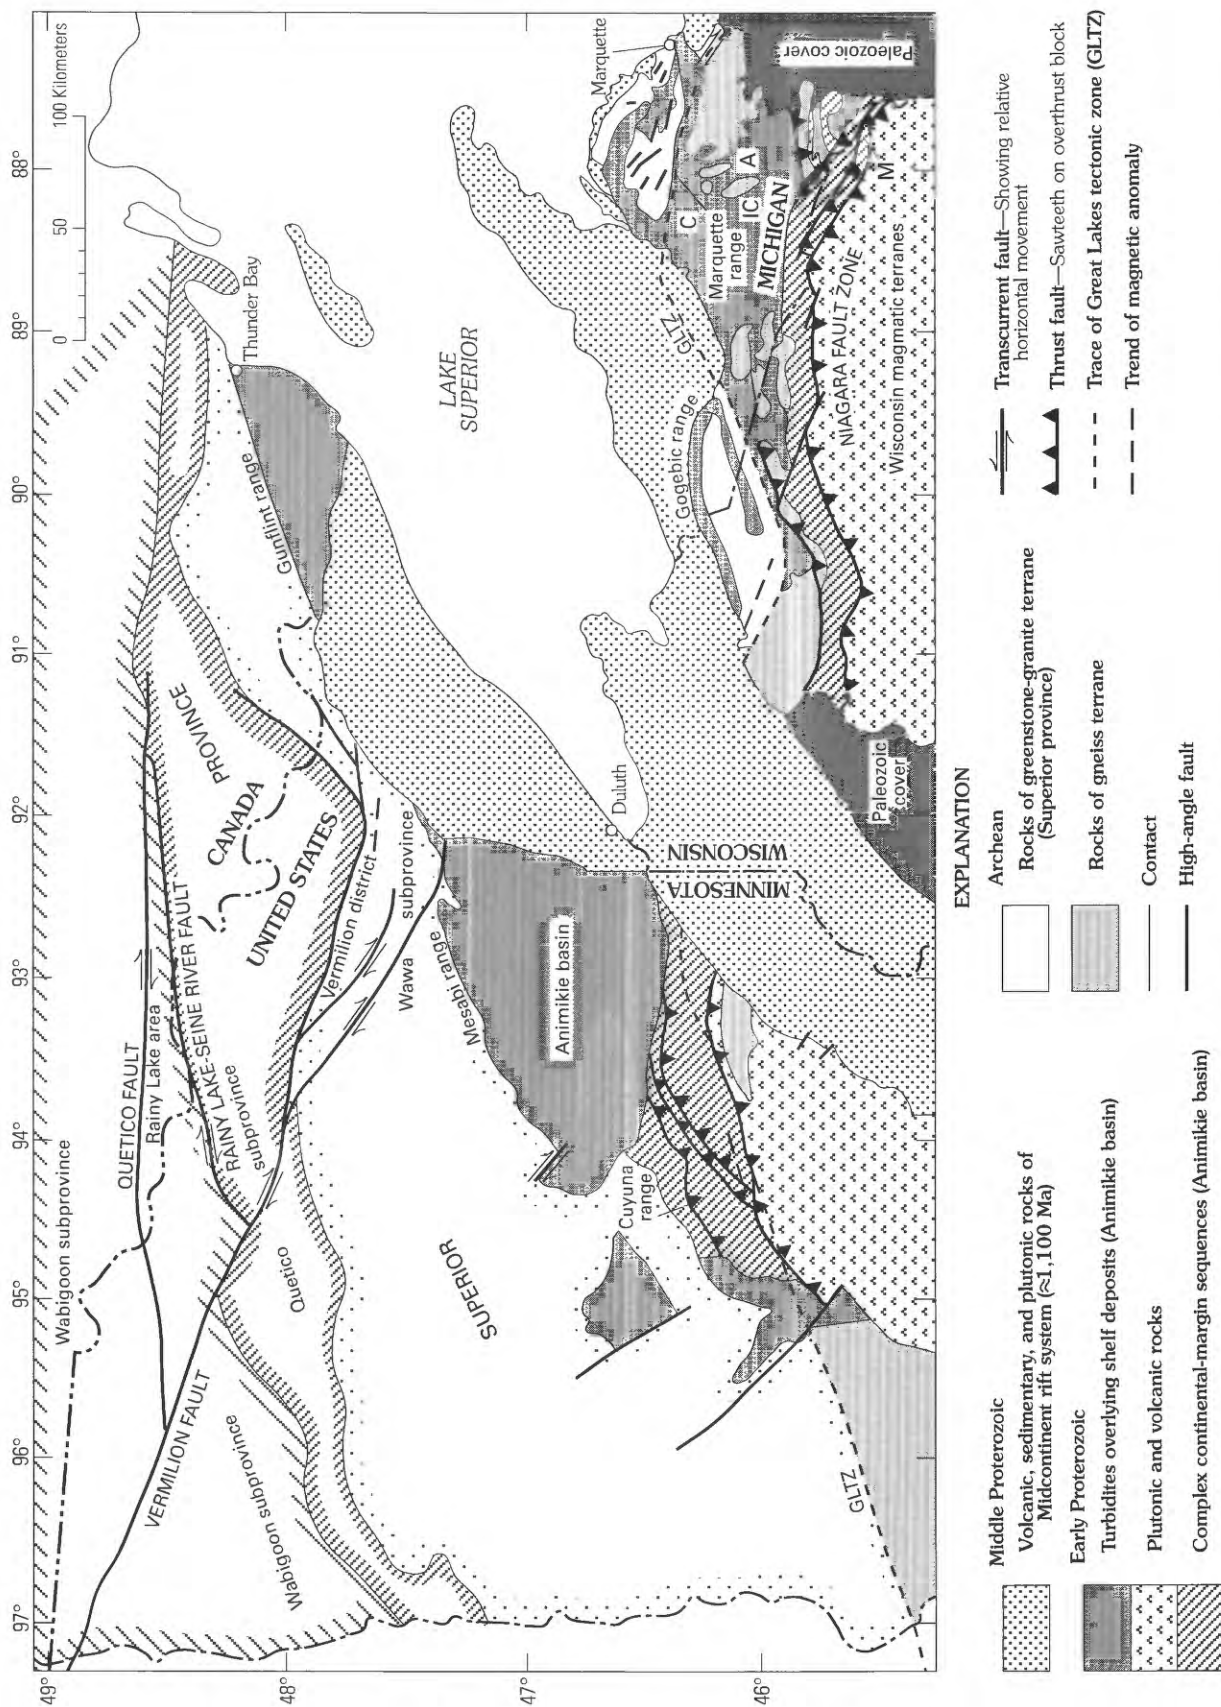 97°
96°
95°
94°
93°
92°
91°
90°
89°
88°
49°
48°
47°
46°
0 50 100 Kilometers
Wabigoon subprovince
QUETICO FAULT
Rainy Lake area
RAINY LAKE-SEINE RIVER FAULT
subprovince
VERMILION FAULT
Quetico
Wabigoon subprovince
PROVINCE
CANADA
UNITED STATES
Vermilion district
Wawa
subprovince
SUPERIOR
Mesabi range
Animikie basin
Cuyuna
range
Gunflint range
Thunder Bay
LAKE
SUPERIOR
Duluth
MINNESOTA
WISCONSIN
GLTZ
Paleozoic
cover
Gogebic range
GLTZ
Marquette
C
Marquette
range
IC
A
MICHIGAN
M
NIAGARA FAULT ZONE
Wisconsin magmatic terranes
Paleozoic cover
EXPLANATION
Middle Proterozoic
Volcanic, sedimentary, and plutonic rocks of
Midcontinent rift system (≈1,100 Ma)
Early Proterozoic
Turbidites overlying shelf deposits (Animikie basin)
Plutonic and volcanic rocks
Complex continental-margin sequences (Animikie basin)
Archean
Rocks of greenstone-granite terrane
(Superior province)
Rocks of gneiss terrane
Contact
High-angle fault
Transcurrent fault—Showing relative
horizontal movement
Thrust fault—Sawteeth on overthrust block
Trace of Great Lakes tectonic zone (GLTZ)
Trend of magnetic anomaly